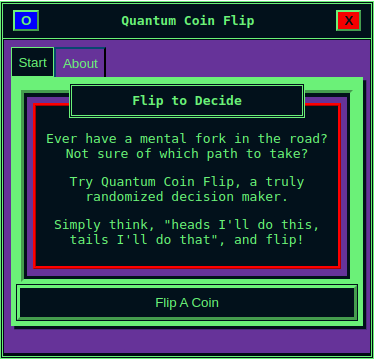 O Quantum Coin Flip X
Start About
Flip to Decide
Ever have a mental fork in the road?
Not sure of which path to take?
Try Quantum Coin Flip, a truly
randomized decision maker.
Simply think, "heads I'll do this,
tails I'll do that", and flip!
Flip A Coin